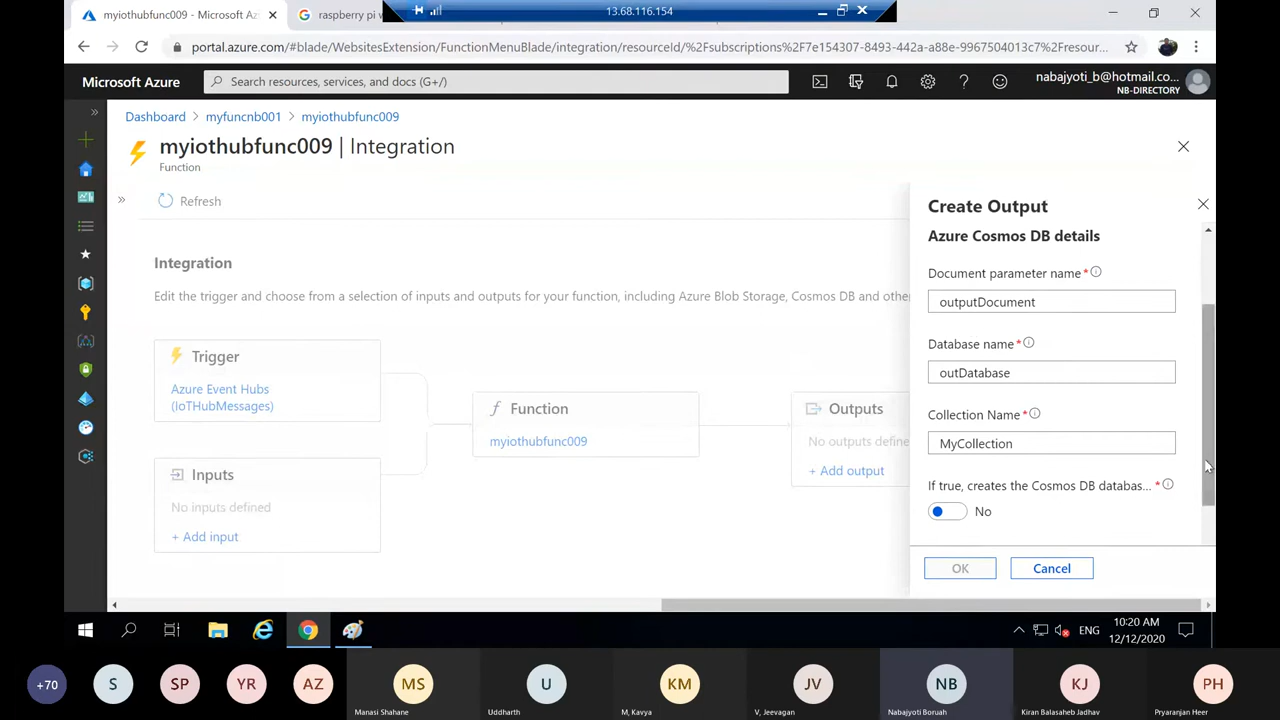 myiothubfunc009 - Microsoft Az
raspberry pi w
13.68.116.154
portal.azure.com/#blade/WebsitesExtension/FunctionMenuBlade/integration/resourceId/%2Fsubscriptions%2F7e154307-8493-442a-a88e-9967504013c7%2Fresour...
Microsoft Azure
Search resources, services, and docs (G+/)
nabajyoti_b@hotmail.co...
NB-DIRECTORY
Dashboard > myfuncnb001 > myiothubfunc009
myiothubfunc009 | Integration
Function
Refresh
Integration
Edit the trigger and choose from a selection of inputs and outputs for your function, including Azure Blob Storage, Cosmos DB and othe
Trigger
Azure Event Hubs
(IoTHubMessages)
Inputs
No inputs defined
+ Add input
Function
myiothubfunc009
Outputs
No outputs define
+ Add output
Create Output
Azure Cosmos DB details
Document parameter name *
outputDocument
Database name *
outDatabase
Collection Name *
MyCollection
If true, creates the Cosmos DB databas... *
No
OK
Cancel
ENG
10:20 AM
12/12/2020
+70
S
SP
YR
AZ
MS
Manasi Shahane
U
Uddharth
KM
M, Kavya
JV
V, Jeevagan
NB
Nabajyoti Boruah
KJ
Kiran Balasaheb Jadhav
PH
Pryaranjan Heer